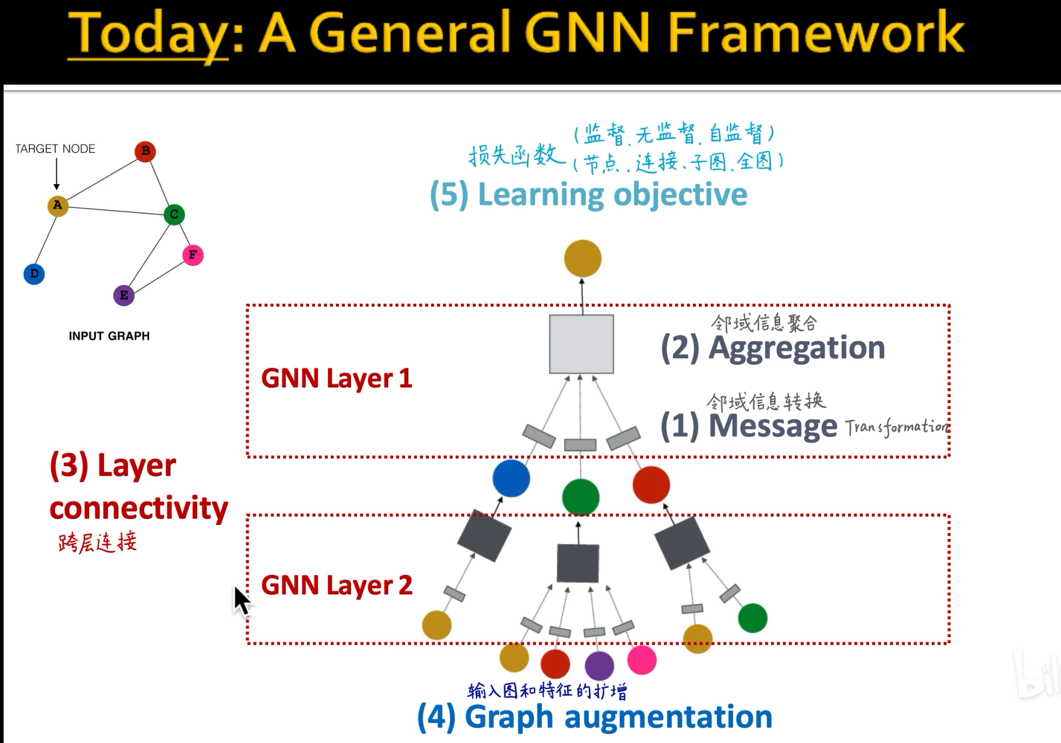 Today: A General GNN Framework
TARGET NODE
A
B
C
D
E
F
INPUT GRAPH
损失函数
(监督、无监督、自监督)
(节点、连接、子图、全图)
(5) Learning objective
GNN Layer 1
邻域信息聚合
(2) Aggregation
邻域信息转换
(1) Message Transformation
(3) Layer
connectivity
跨层连接
GNN Layer 2
输入图和特征的扩增
(4) Graph augmentation